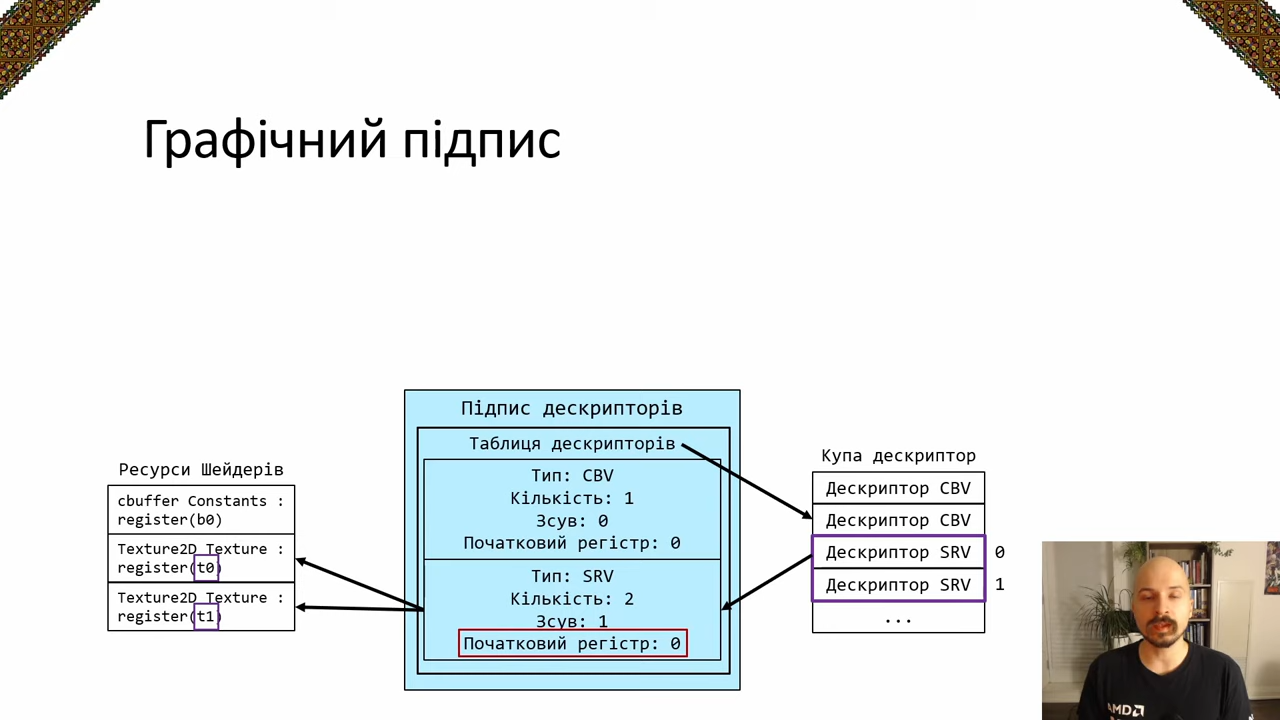 Графічний підпис
Підпис дескрипторів
Таблиця дескрипторів
Тип: CBV
Кількість: 1
Зсув: 0
Початковий регістр: 0
Тип: SRV
Кількість: 2
Зсув: 1
Початковий регістр: 0
Ресурси Шейдерів
cbuffer Constants :
register(b0)
Texture2D Texture :
register(t0)
Texture2D Texture :
register(t1)
Купа дескриптор
Дескриптор CBV
Дескриптор CBV
Дескриптор SRV 0
Дескриптор SRV 1
...
AMD